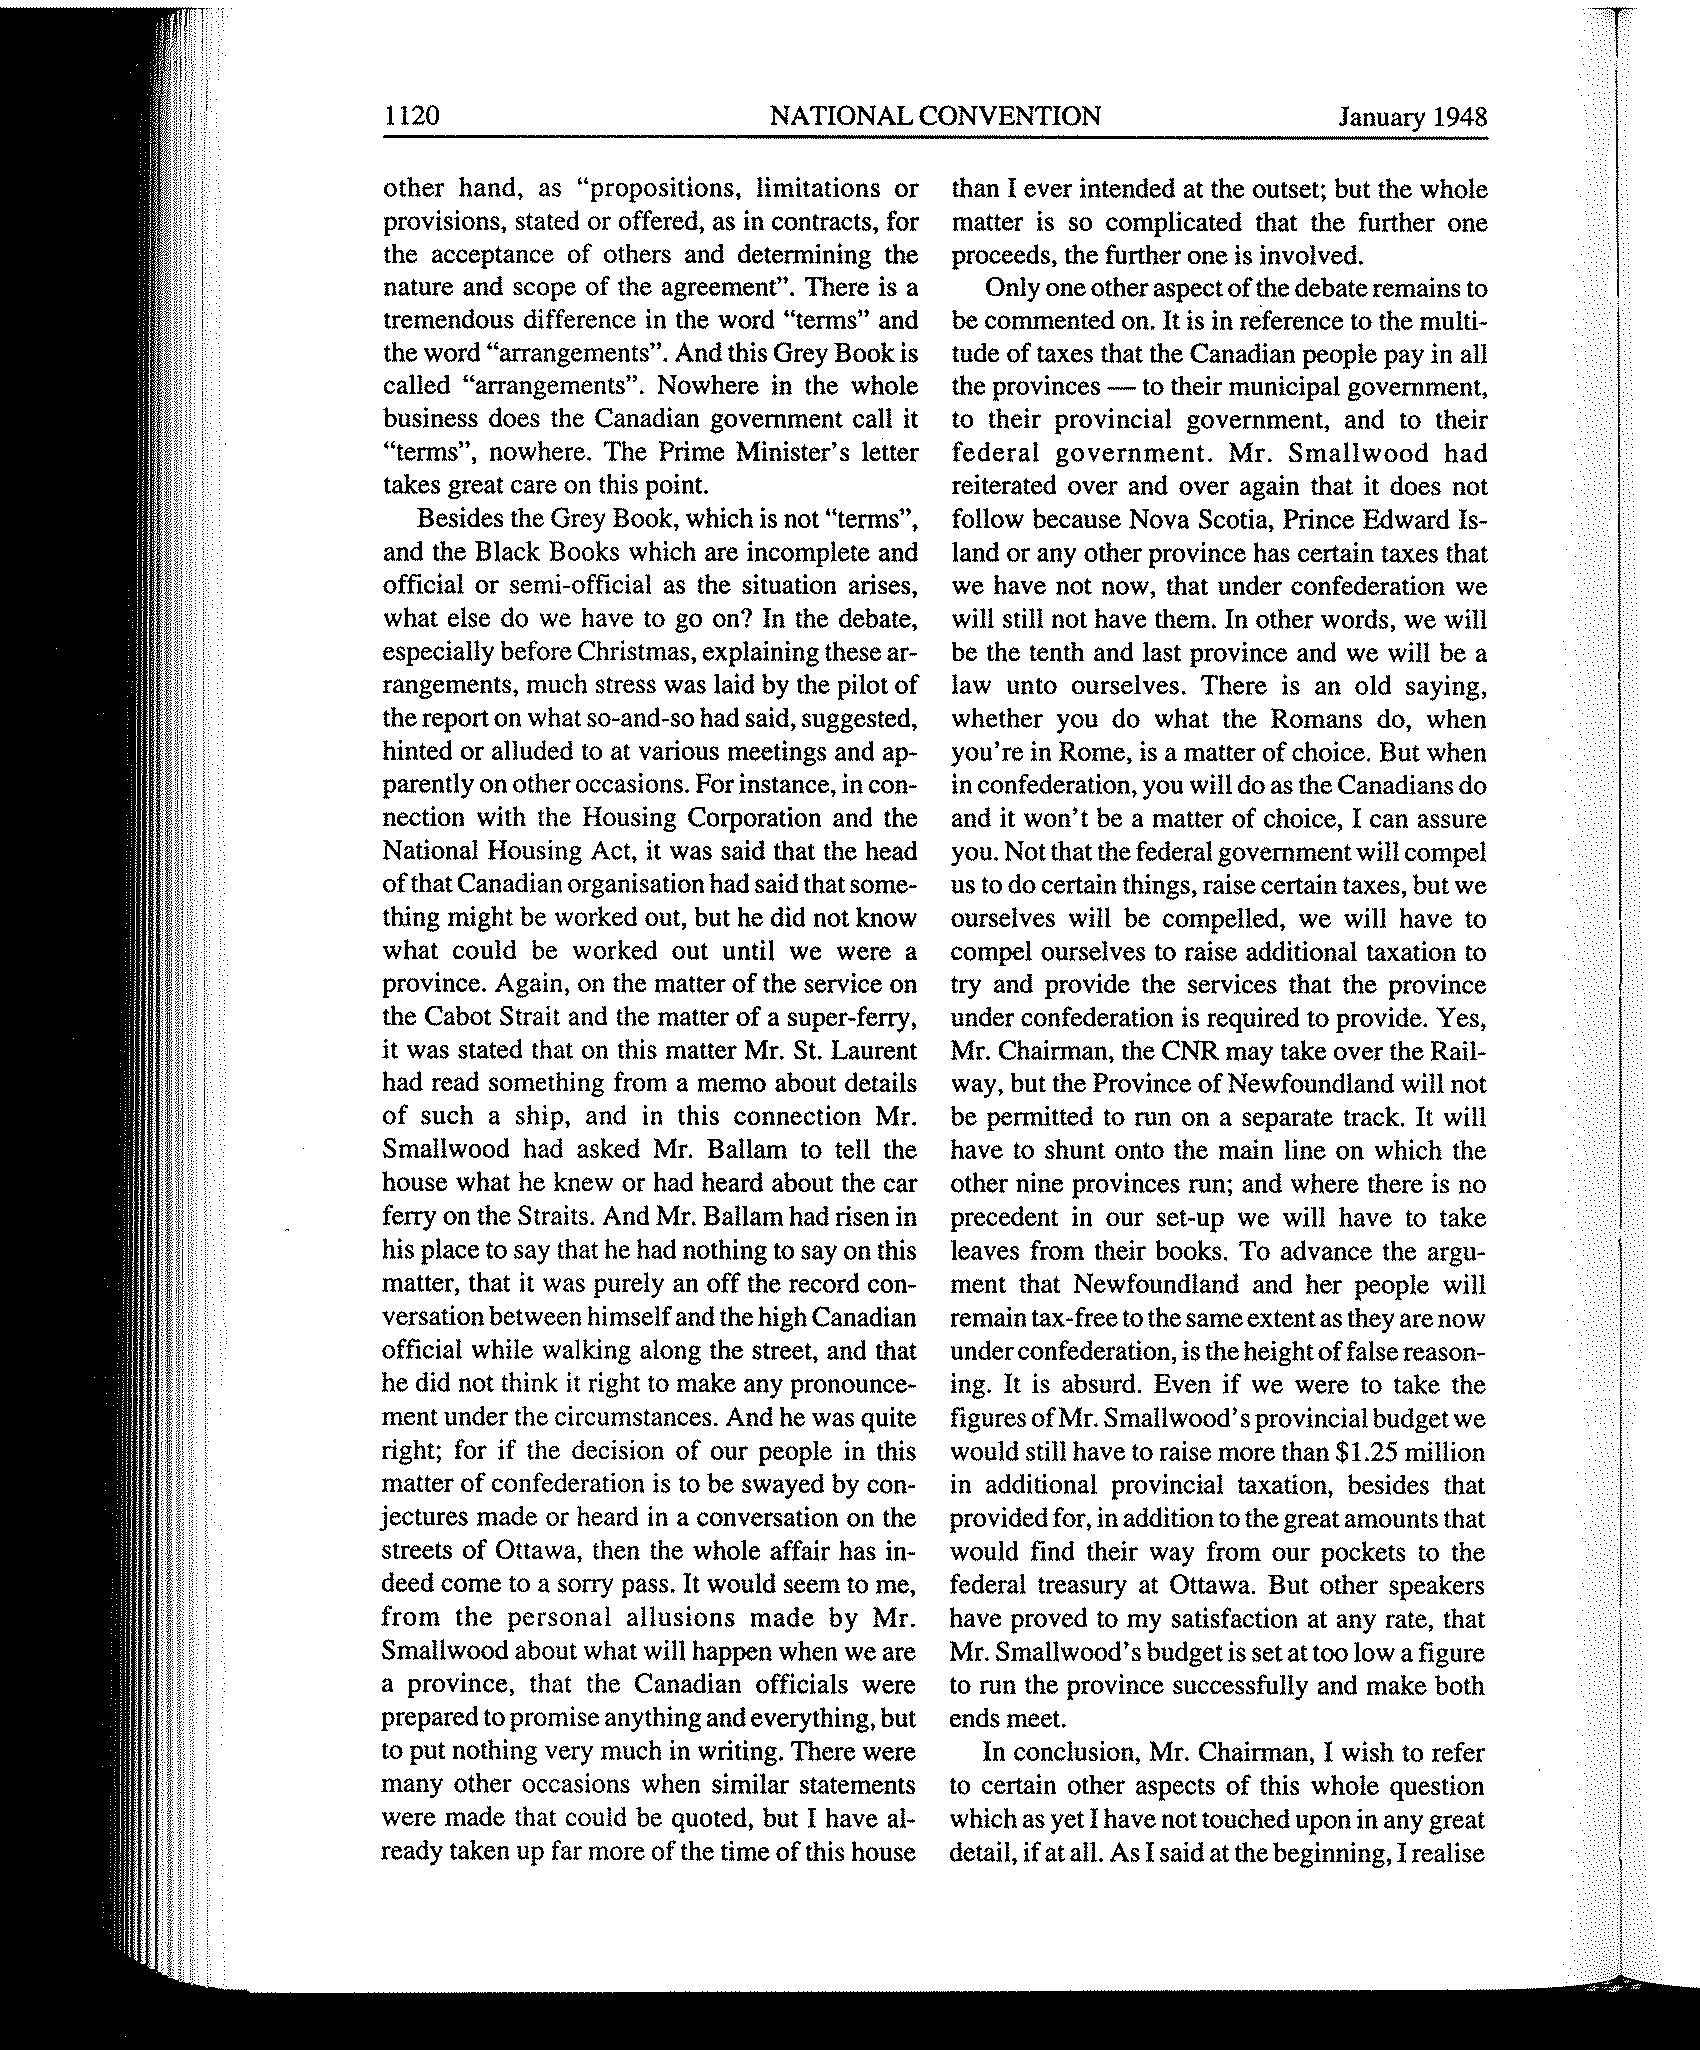 1120 NATIONAL CONVENTION January 1948
other hand, as “propositions, limitations or
provisions, stated or offered, as in contracts, for
the acceptance of others and determining the
nature and scope of the agreement”. There is a
tremendous difference in the word “terms” and
the word “arrangements”. And this Grey Book is
called “arrangements”. Nowhere in the whole
business does the Canadian government call it
“terms”, nowhere. The Prime Minister’s letter
takes great care on this point.
Besides the Grey Book, which is not “terms”,
and the Black Books which are incomplete and
official or semi-official as the situation arises,
what else do we have to go on? In the debate,
especially before Christmas, explaining these ar-
rangements, much stress was laid by the pilot of
the report on what so-and-so had said, suggested,
hinted or alluded to at various meetings and ap-
parently on other occasions. For instance, in con-
nection with the Housing Corporation and the
National Housing Act, it was said that the head
of that Canadian organisation had said that some-
thing might be worked out, but he did not know
what could be worked out until we were a
province. Again, on the matter of the service on
the Cabot Strait and the matter of a super-ferry,
it was stated that on this matter Mr. St. Laurent
had read something from a memo about details
of such a ship, and in this connection Mr.
Smallwood had asked Mr. Ballam to tell the
house what he knew or had heard about the car
ferry on the Straits. And Mr. Ballam had risen in
his place to say that he had nothing to say on this
matter, that it was purely an off the record con-
versation between himself and the high Canadian
official while walking along the street, and that
he did not think it right to make any pronounce-
ment under the circumstances. And he was quite
right; for if the decision of our people in this
matter of confederation is to be swayed by con-
jectures made or heard in a conversation on the
streets of Ottawa, then the whole affair has in-
deed come to a sorry pass. It would seem to me,
from the personal allusions made by Mr.
Smallwood about what will happen when we are
a province, that the Canadian officials were
prepared to promise anything and everything, but
to put nothing very much in writing. There were
many other occasions when similar statements
were made that could be quoted, but I have al-
ready taken up far more of the time of this house
than I ever intended at the outset; but the whole
matter is so complicated that the further one
proceeds, the further one is involved.
Only one other aspect of the debate remains to
be commented on. It is in reference to the multi-
tude of taxes that the Canadian people pay in all
the provinces — to their municipal government,
to their provincial government, and to their
federal government. Mr. Smallwood had
reiterated over and over again that it does not
follow because Nova Scotia, Prince Edward Is-
land or any other province has certain taxes that
we have not now, that under confederation we
will still not have them. In other words, we will
be the tenth and last province and we will be a
law unto ourselves. There is an old saying,
whether you do what the Romans do, when
you’re in Rome, is a matter of choice. But when
in confederation, you will do as the Canadians do
and it won’t be a matter of choice, I can assure
you. Not that the federal government will compel
us to do certain things, raise certain taxes, but we
ourselves will be compelled, we will have to
compel ourselves to raise additional taxation to
try and provide the services that the province
under confederation is required to provide. Yes,
Mr. Chairman, the CNR may take over the Rail-
way, but the Province of Newfoundland will not
be permitted to run on a separate track. It will
have to shunt onto the main line on which the
other nine provinces run; and where there is no
precedent in our set-up we will have to take
leaves from their books. To advance the argu-
ment that Newfoundland and her people will
remain tax-free to the same extent as they are now
under confederation, is the height of false reason-
ing. It is absurd. Even if we were to take the
figures of Mr. Smallwood’s provincial budget we
would still have to raise more than $1.25 million
in additional provincial taxation, besides that
provided for, in addition to the great amounts that
would find their way from our pockets to the
federal treasury at Ottawa. But other speakers
have proved to my satisfaction at any rate, that
Mr. Smallwood’s budget is set at too low a figure
to run the province successfully and make both
ends meet.
In conclusion, Mr. Chairman, I wish to refer
to certain other aspects of this whole question
which as yet I have not touched upon in any great
detail, if at all. As I said at the beginning, I realise